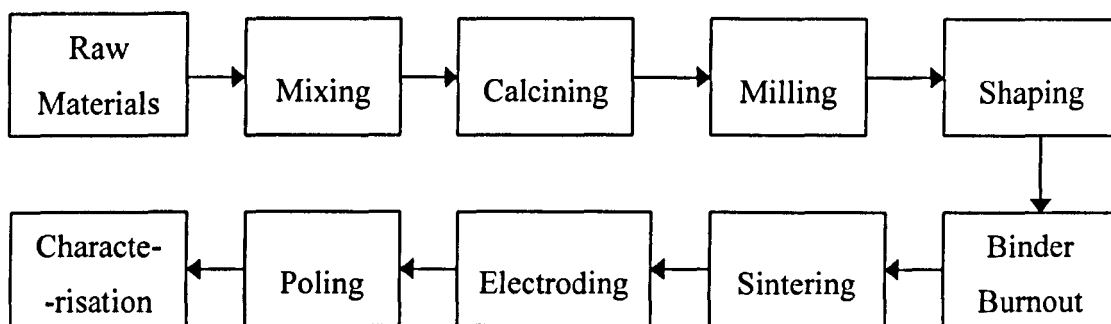 Raw
Materials
Mixing
Calcining
Milling
Shaping
Binder
Burnout
Sintering
Electroding
Poling
Characte-
-risation